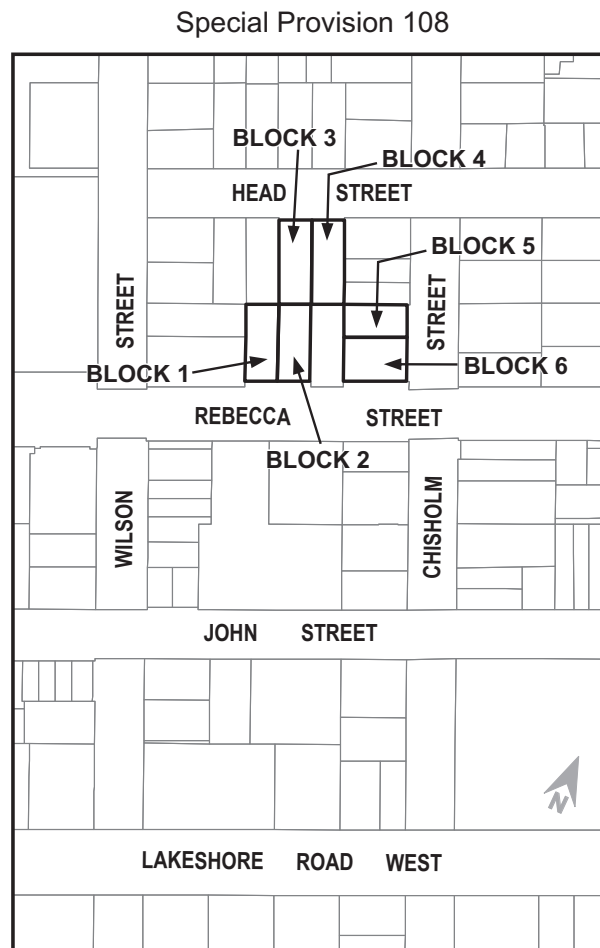 Special Provision 108
BLOCK 3
BLOCK 4
HEAD STREET
BLOCK 5
STREET
STREET
BLOCK 1
BLOCK 6
REBECCA STREET
BLOCK 2
WILSON
CHISHOLM
JOHN STREET
N
LAKESHORE ROAD WEST